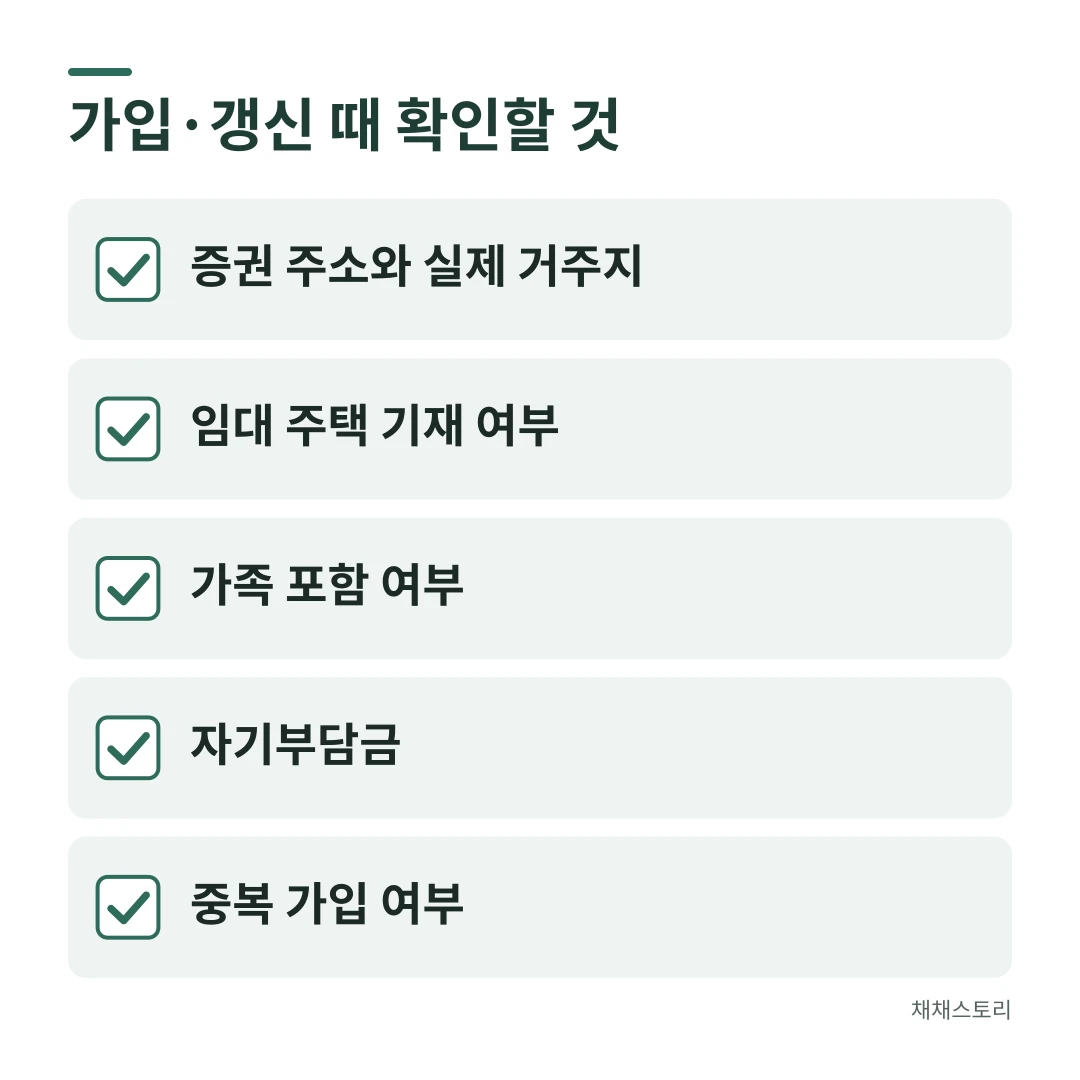 가입·갱신 때 확인할 것
증권 주소와 실제 거주지
임대 주택 기재 여부
가족 포함 여부
자기부담금
중복 가입 여부
채채스토리